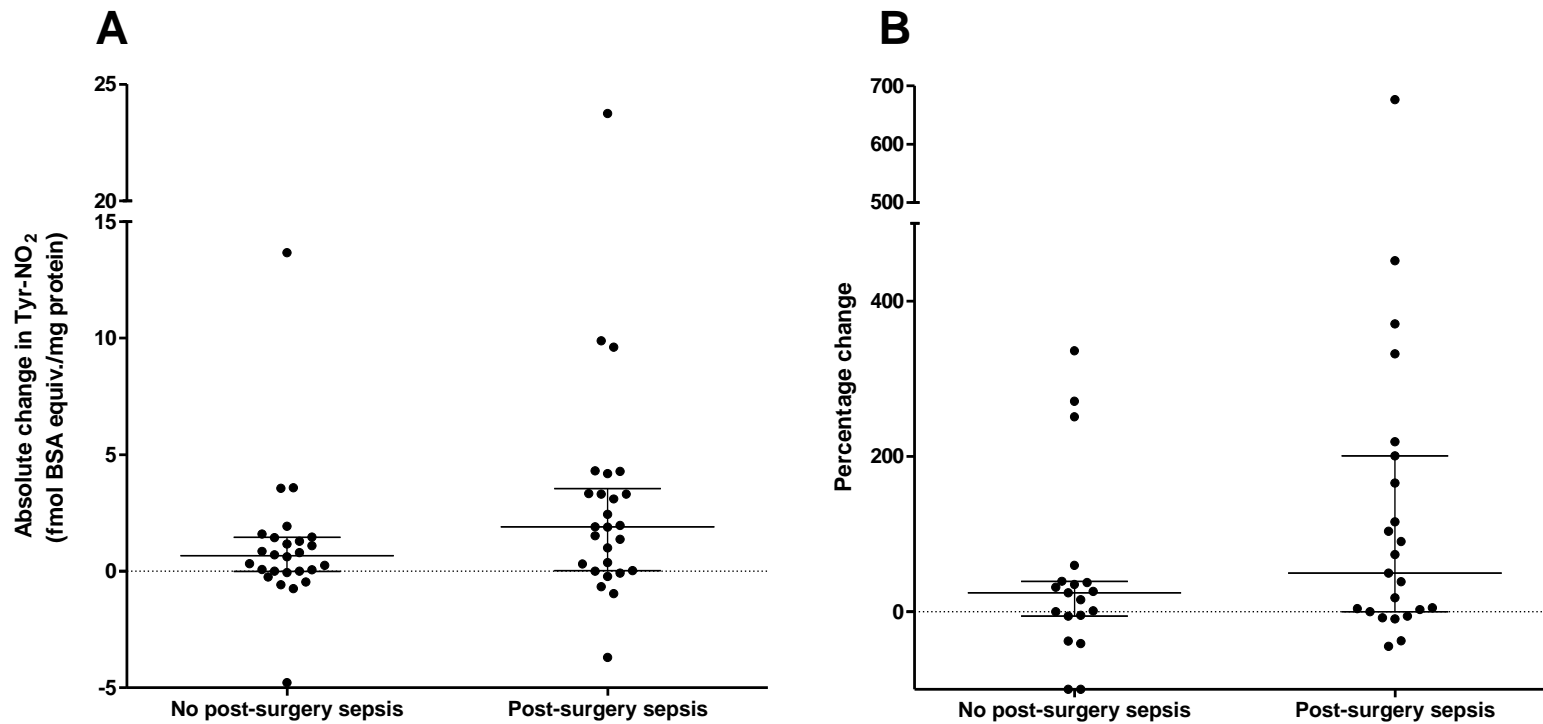 A
Absolute change in Tyr-NO₂
(fmol BSA equiv./mg protein)
25
20
15
10
5
0
-5
No post-surgery sepsis
Post-surgery sepsis
B
Percentage change
700
600
500
400
200
0
No post-surgery sepsis
Post-surgery sepsis